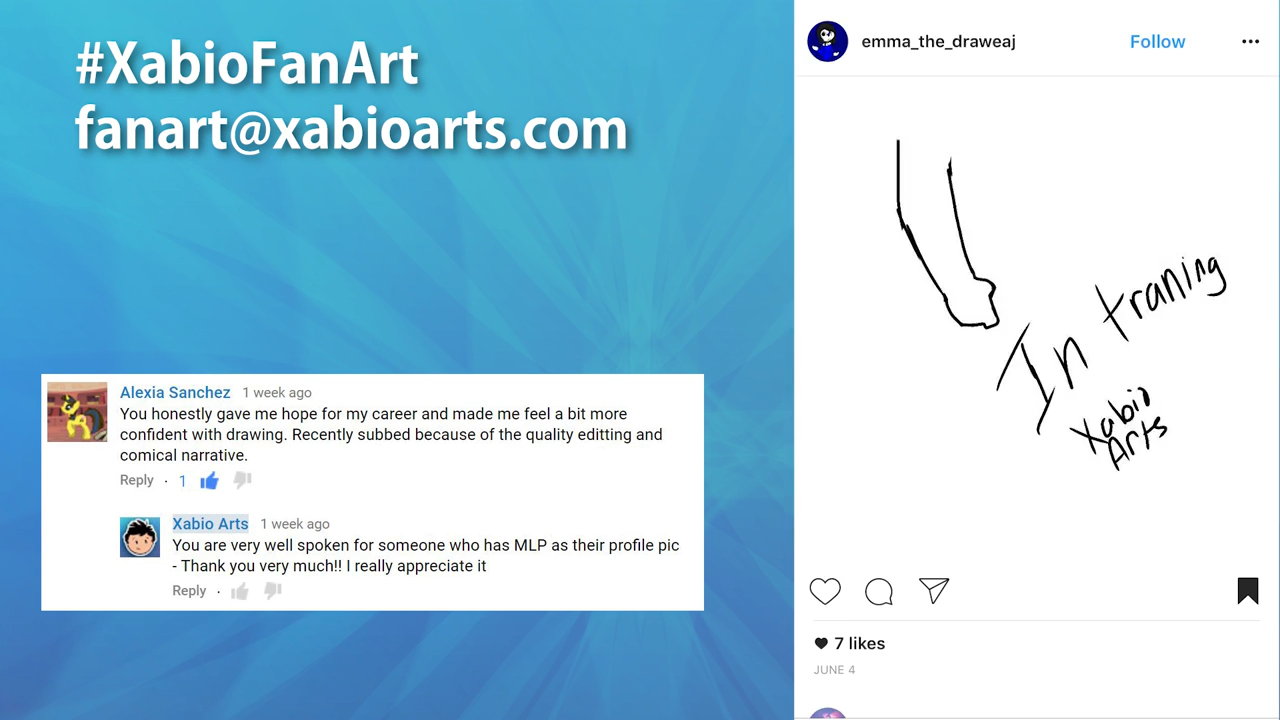 #XabioFanArt
fanart@xabioarts.com
Alexia Sanchez 1 week ago
You honestly gave me hope for my career and made me feel a bit more
confident with drawing. Recently subbed because of the quality editting and
comical narrative.
Reply · 1
Xabio Arts 1 week ago
You are very well spoken for someone who has MLP as their profile pic
- Thank you very much!! I really appreciate it
Reply ·
emma_the_draweaj Follow ...
In traning
Xabio
Arts
7 likes
JUNE 4